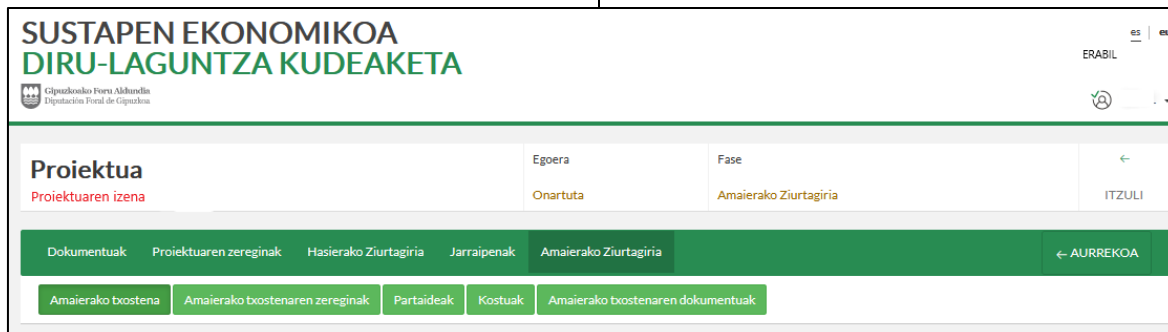 SUSTAPEN EKONOMIKOA
DIRU-LAGUNTZA KUDEAKETA
Gipuzkoako Foru Aldundia
Diputación Foral de Gipuzkoa
es
ERABIL
Proiektua
Proiektuaren izena
Egoera
Onartuta
Fase
Amaierako Ziurtagiria
← 
ITZULI
Dokumentuak Proiektuaren zereginak Hasierako Ziurtagiria Jarraipenak Amaierako Ziurtagiria ← AURREKOA
Amaierako txostena Amaierako txostenaren zereginak Partaideak Kostuak Amaierako txostenaren dokumentuak